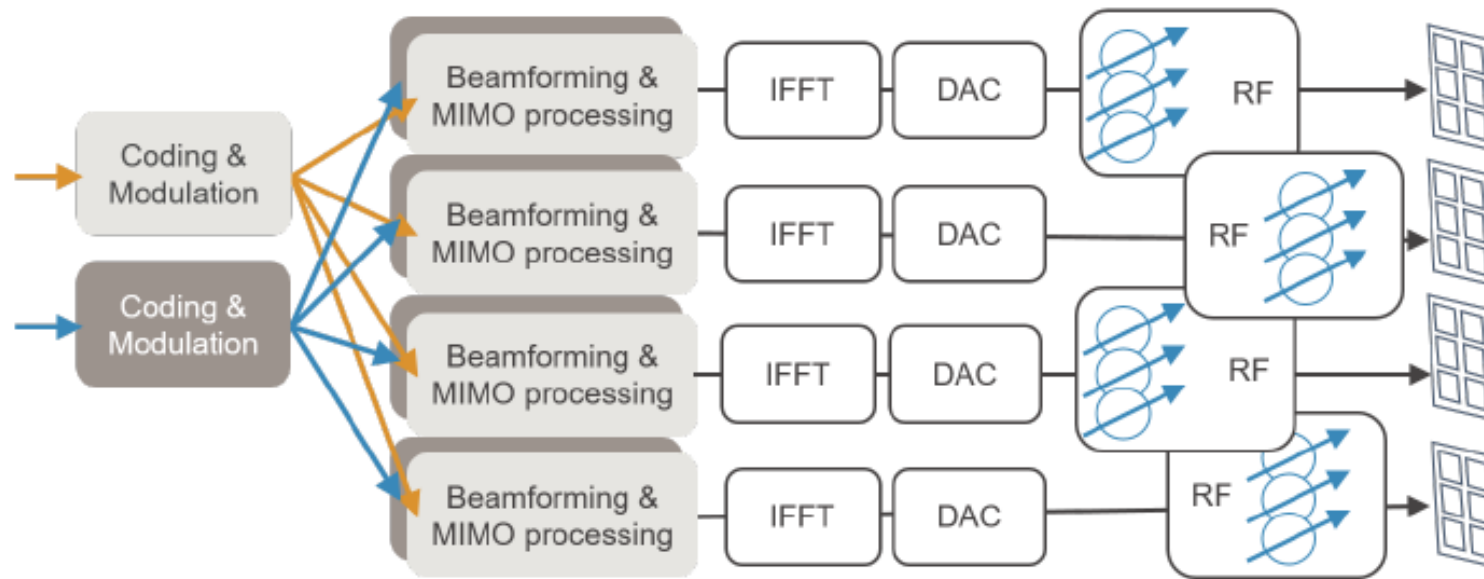 Coding &
Modulation
Coding &
Modulation
Beamforming &
MIMO processing
IFFT
DAC
RF
Beamforming &
MIMO processing
IFFT
DAC
RF
Beamforming &
MIMO processing
IFFT
DAC
RF
Beamforming &
MIMO processing
IFFT
DAC
RF